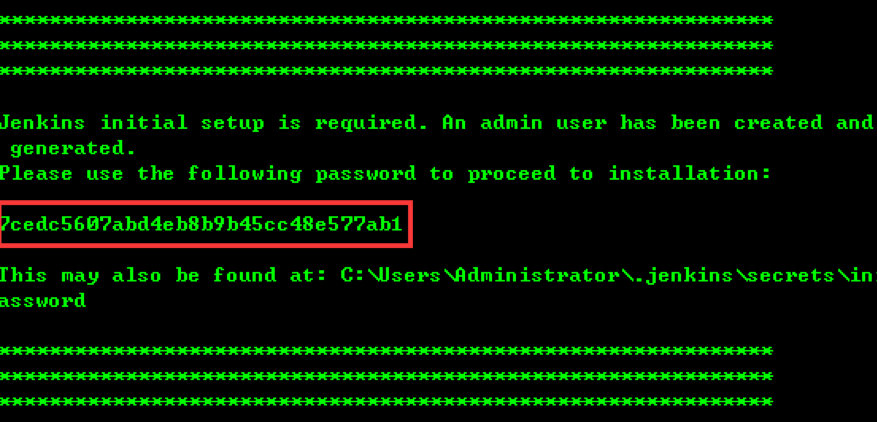 *************************************************************
*************************************************************
*************************************************************
Jenkins initial setup is required. An admin user has been created and
generated.
Please use the following password to proceed to installation:
7cedc5607abd4eb8b9b45cc48e577ab1
This may also be found at: C:\Users\Administrator\.jenkins\secrets\in
assword
*************************************************************
*************************************************************
*************************************************************